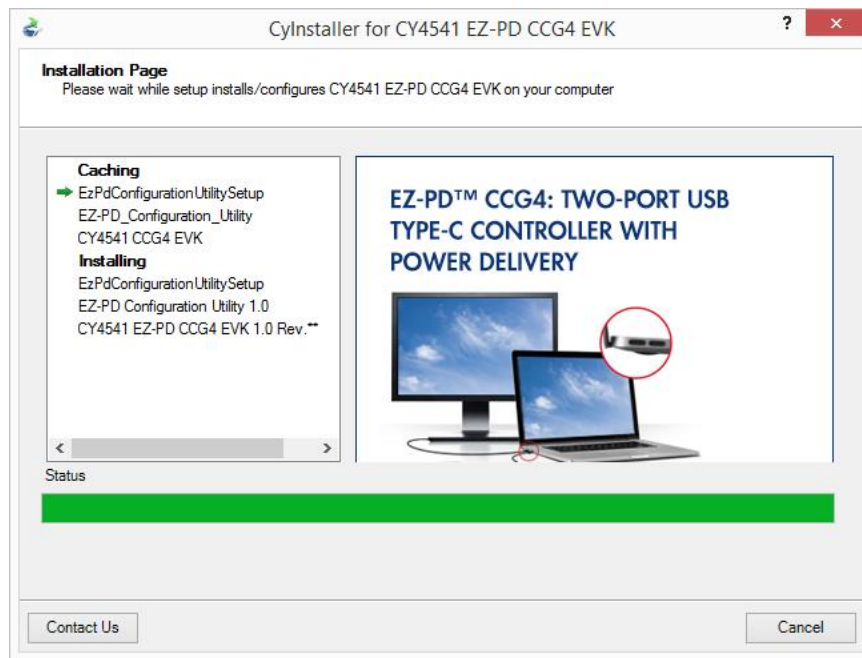 CyInstaller for CY4541 EZ-PD CCG4 EVK
?
Installation Page
Please wait while setup installs/configures CY4541 EZ-PD CCG4 EVK on your computer
Caching
EzPdConfigurationUtilitySetup
EZ-PD_Configuration_Utility
CY4541 CCG4 EVK
Installing
EzPdConfigurationUtilitySetup
EZ-PD Configuration Utility 1.0
CY4541 EZ-PD CCG4 EVK 1.0 Rev.**
EZ-PD™ CCG4: TWO-PORT USB
TYPE-C CONTROLLER WITH
POWER DELIVERY
Status
Contact Us
Cancel